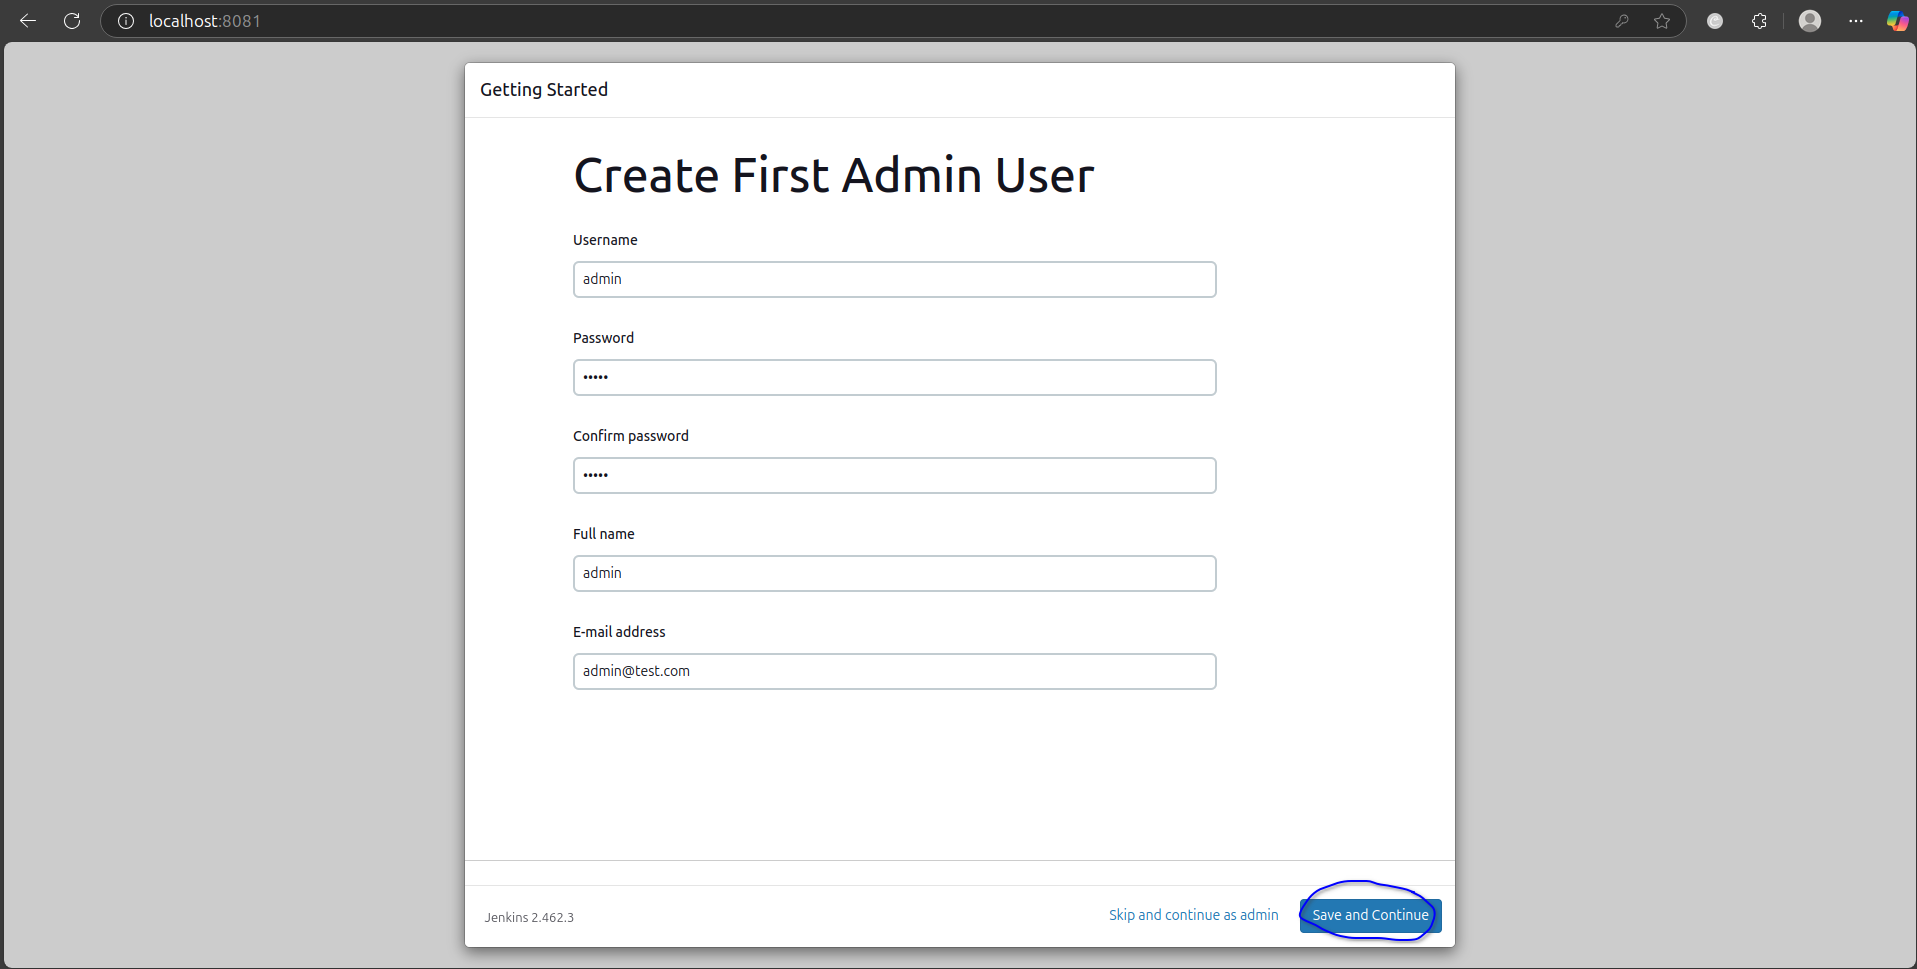 localhost:8081
Getting Started
Create First Admin User
Username
admin
Password
•••••
Confirm password
•••••
Full name
admin
E-mail address
admin@test.com
Jenkins 2.462.3
Skip and continue as admin
Save and Continue